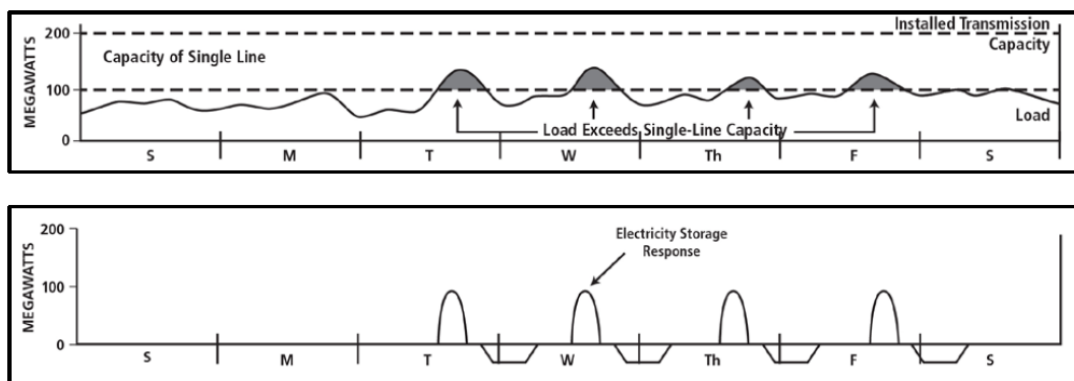 Installed Transmission
Capacity
200
Capacity of Single Line
100
Load
Load Exceeds Single-Line Capacity
0
MEGAWATTS
S M T W Th F S
200
Electricity Storage
Response
100
0
MEGAWATTS
S M T W Th F S